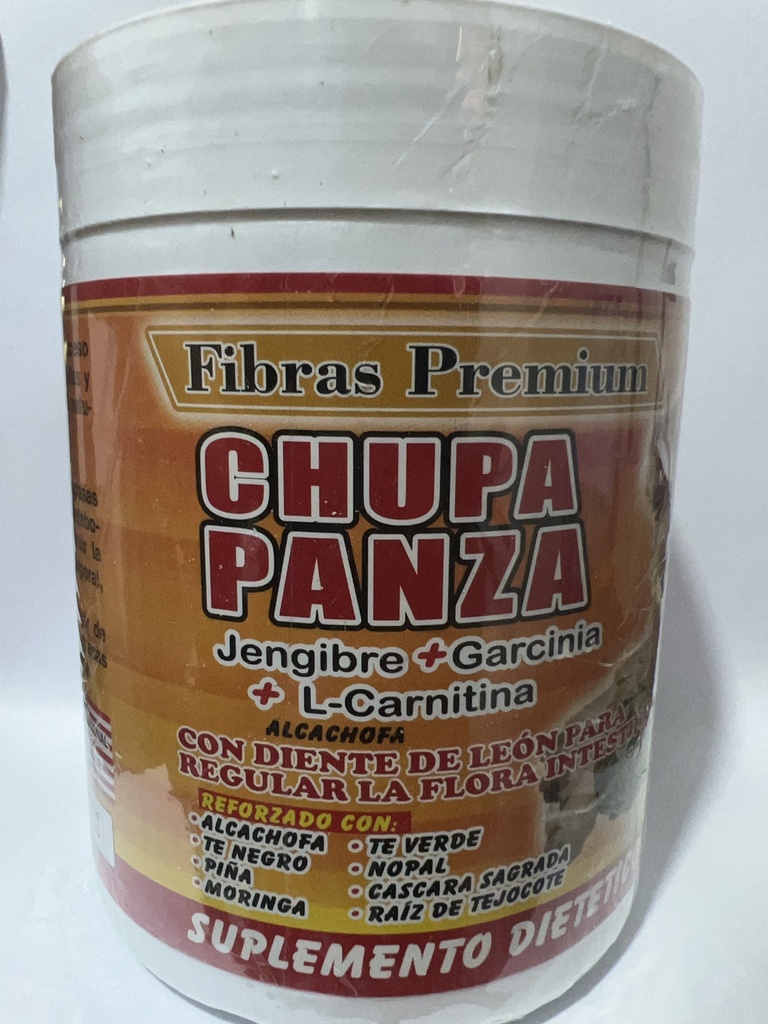 Fibras Premium
CHUPA
PANZA
Jengibre + Garcinia
+ L-Carnitina
ALCACHOFA
CON DIENTE DE LEÓN PARA
REGULAR LA FLORA
REFORZADO CON:
• ALCACHOFA
• TE NEGRO
• PIÑA
• MORINGA
• TE VERDE
• NOPAL
• CASCARA SAGRADA
• RAÍZ DE TEJOCOTE
SUPLEMENTO